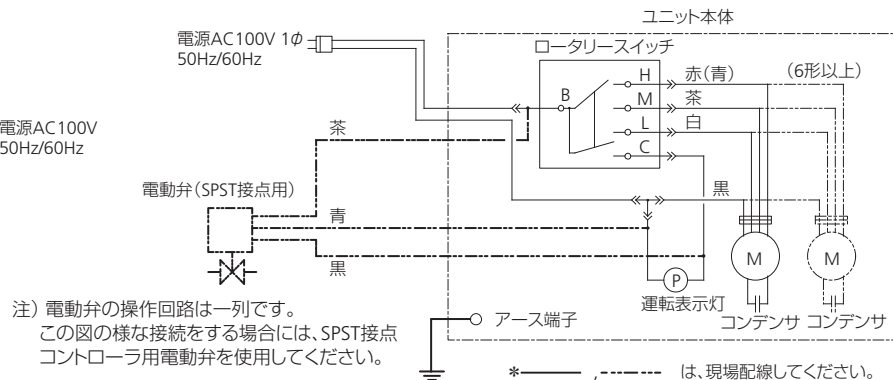 ユニット本体
電源AC100V 1φ
50Hz/60Hz
ロータリースイッチ
H
赤(青)
(6形以上)
B
M
茶
L
白
C
電源AC100V
50Hz/60Hz
茶
電動弁(SPST接点用)
青
黒
黒
M
M
P
運転表示灯
コンデンサ
コンデンサ
アース端子
注) 電動弁の操作回路は一列です。
この図の様な接続をする場合には、SPST接点
コントローラ用電動弁を使用してください。
* , は、現場配線してください。